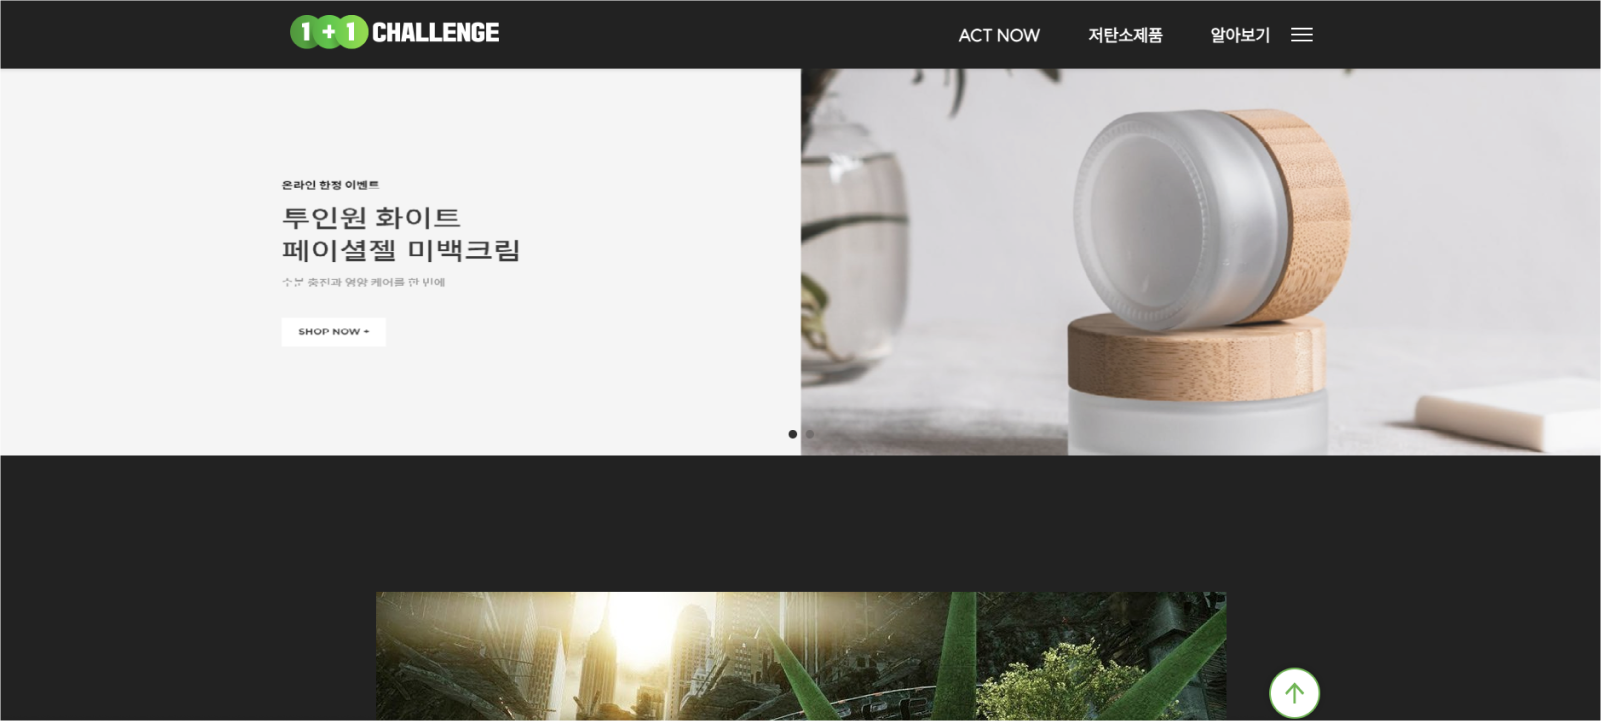 1+1 CHALLENGE
ACT NOW
저탄소제품
알아보기
온라인 한정 이벤트
투인원 화이트
페이셜젤 미백크림
수분 충전과 영양 케어를 한 번에
SHOP NOW +